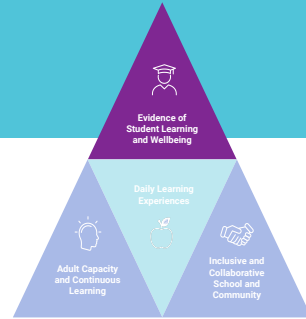 Evidence of
Student Learning
and Wellbeing
Daily Learning
Experiences
Adult Capacity
and Continuous
Learning
Inclusive and
Collaborative
School and
Community